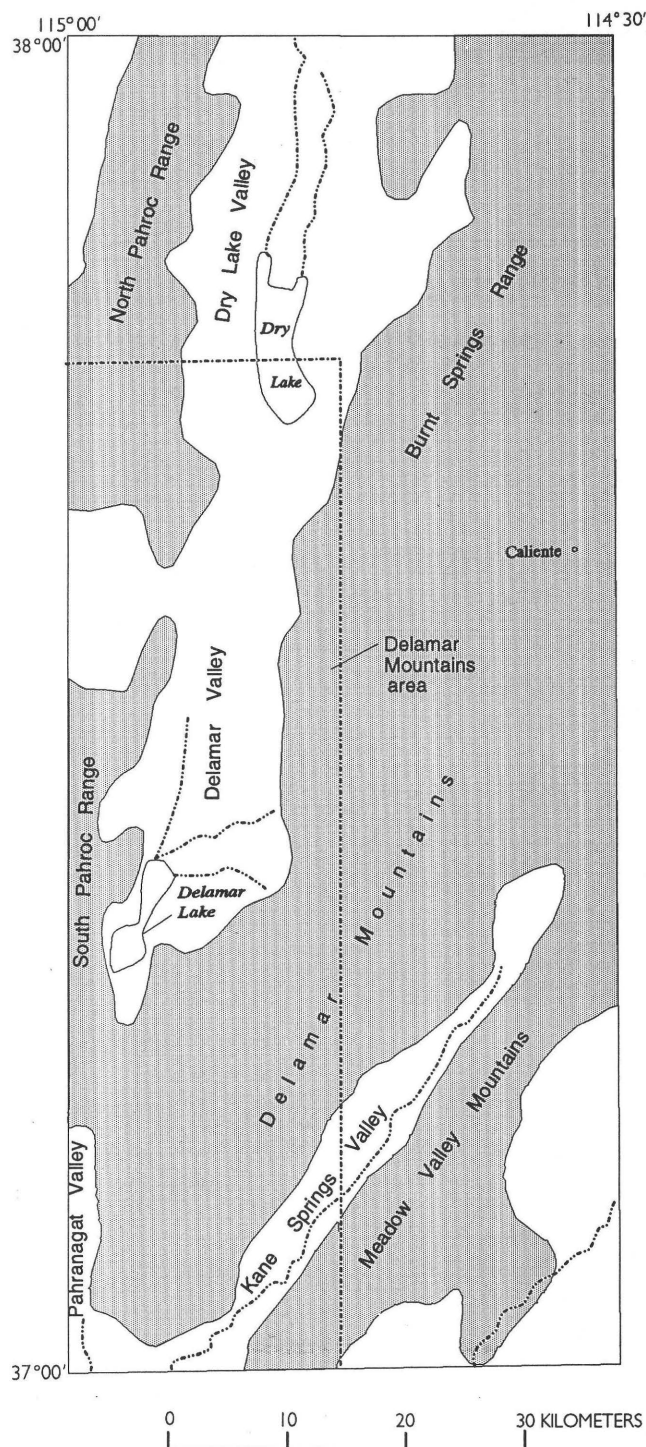 115°00'
114°30'
38°00'
North Pahroc Range
Dry Lake Valley
Dry
Lake
Burnt Springs Range
Caliente
Delamar
Mountains
area
Delamar Valley
South Pahroc Range
Delamar
Lake
Delamar Mountains
Kane Springs Valley
Meadow Valley Mountains
Pahranagat Valley
37°00'
0 10 20 30 KILOMETERS